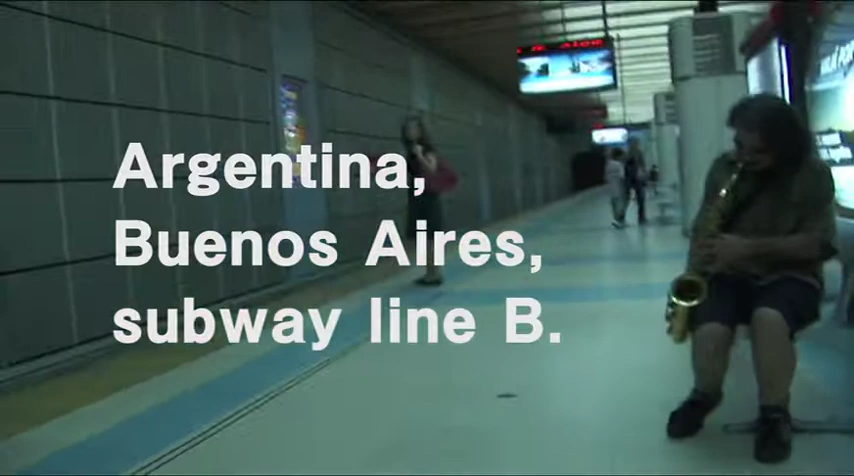 Argentina,
Buenos Aires,
subway line B.